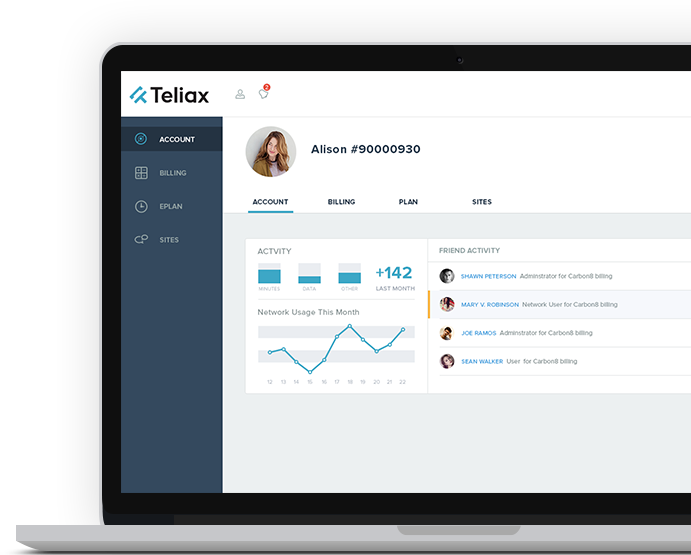 Teliax
2
ACCOUNT
BILLING
EPLAN
SITES
Alison #90000930
ACCOUNT BILLING PLAN SITES
ACTVITY
MINUTES DATA OTHER
+142
LAST MONTH
Network Usage This Month
12 13 14 15 16 17 18 19 20 21 22
FRIEND ACTIVITY
SHAWN PETERSON Adminstrator for Carbon8 billing
MARY V. ROBINSON Network User for Carbon8 billing
JOE RAMOS Adminstrator for Carbon8 billing
SEAN WALKER User for Carbon8 billing